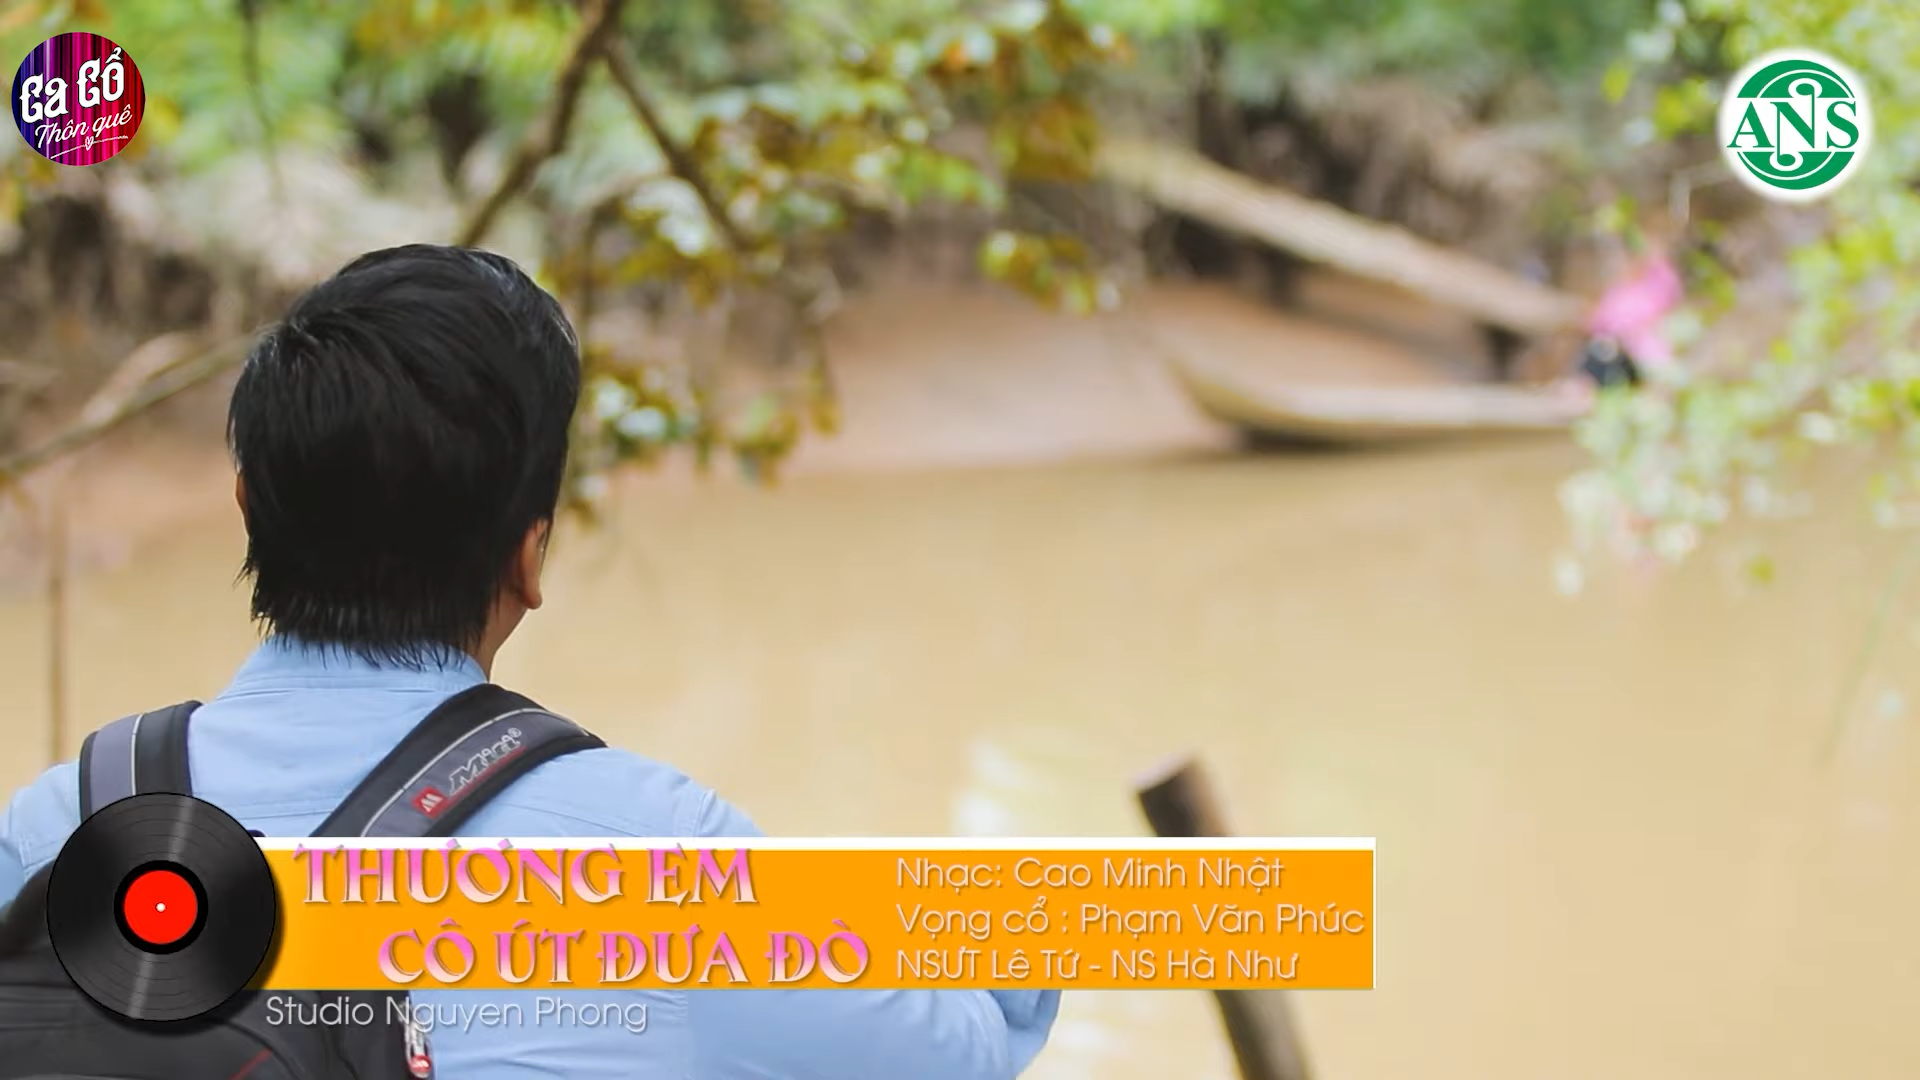 Ca Cổ
Thôn quê
ANS
Miti
THƯƠNG EM
CÔ ÚT ĐƯA ĐÒ
Nhạc: Cao Minh Nhật
Vọng cổ : Phạm Văn Phúc
NSƯT Lê Tứ - NS Hà Như
Studio Nguyen Phong